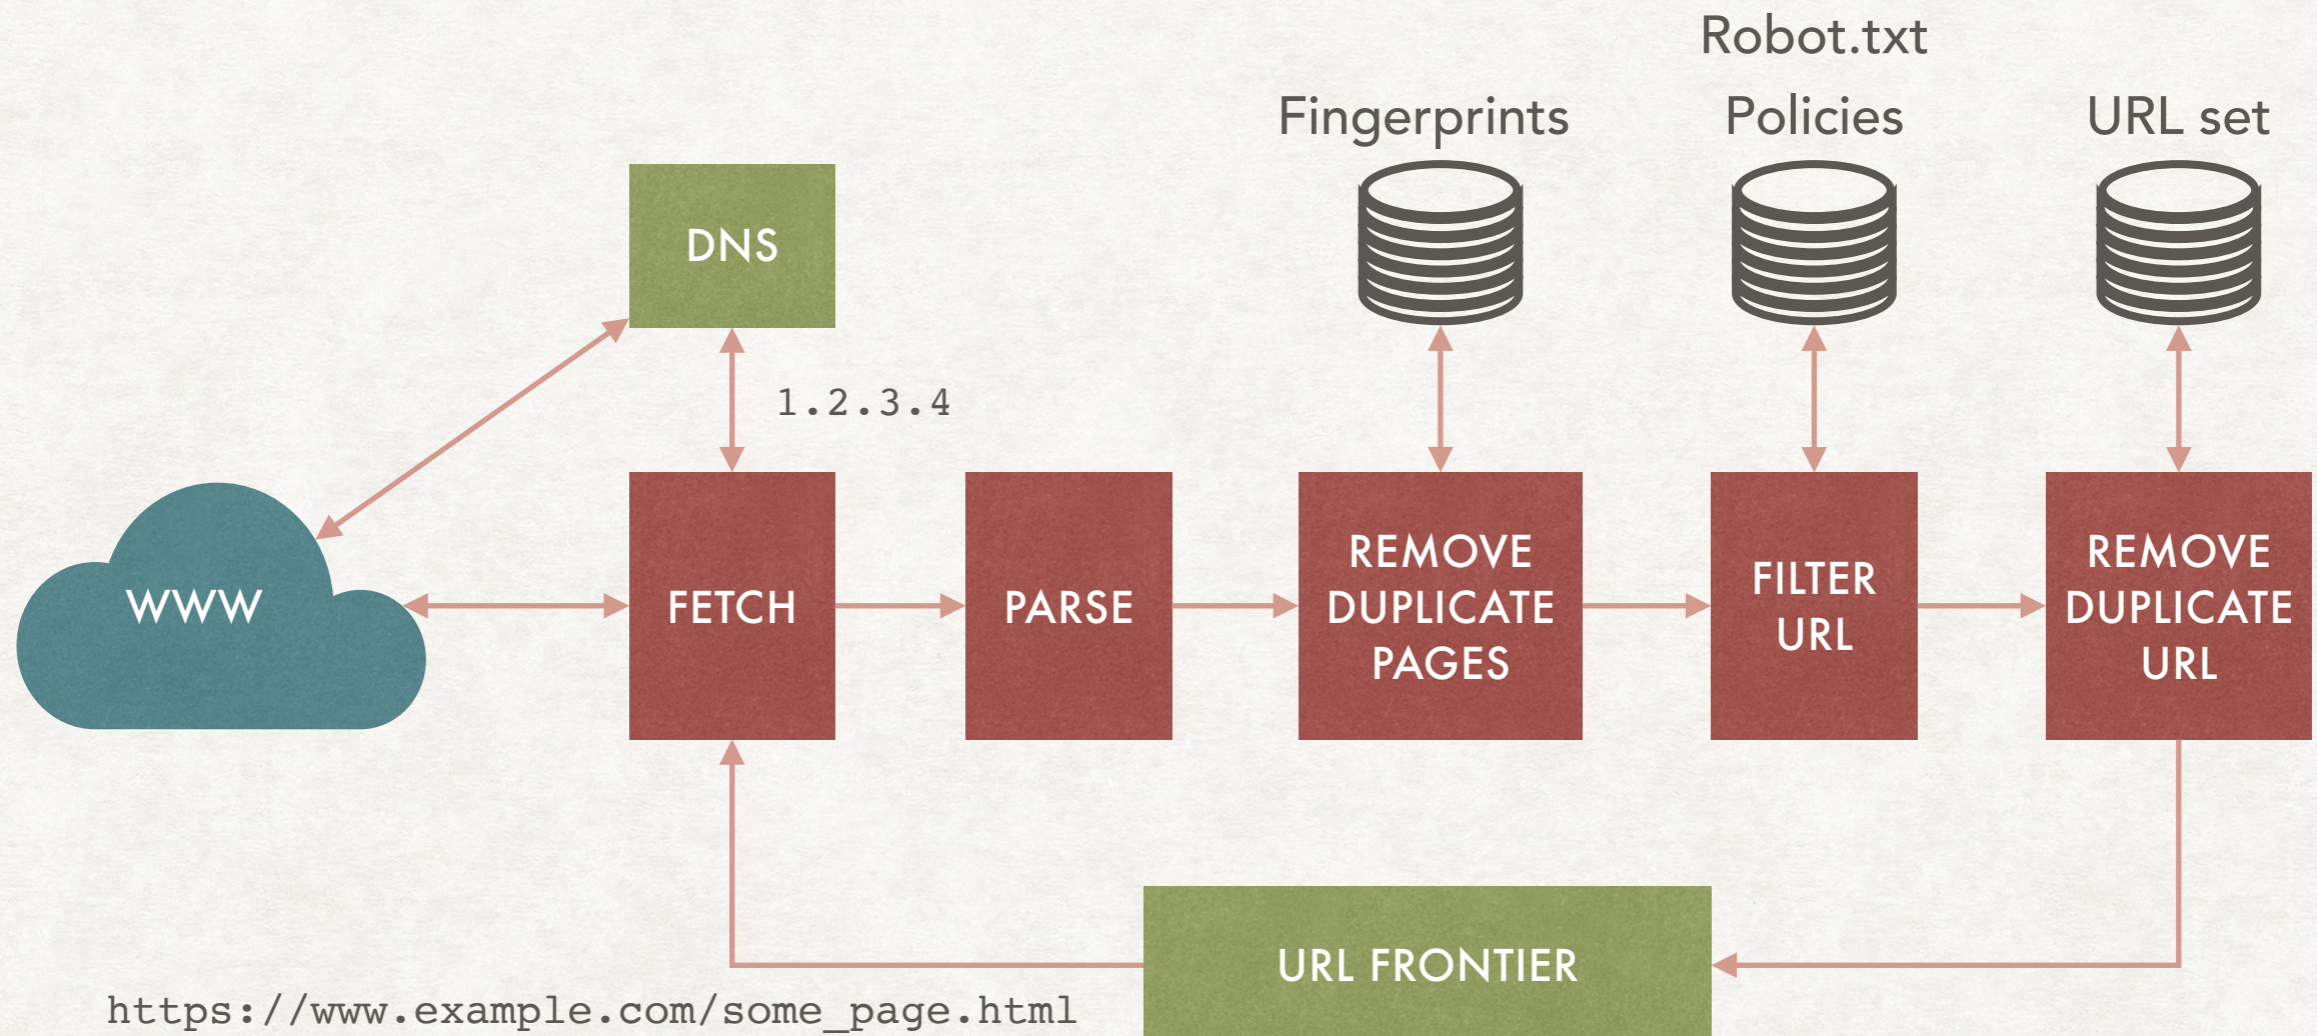 Robot.txt
Fingerprints
Policies
URL set
DNS
1.2.3.4
WWW
FETCH
PARSE
REMOVE
DUPLICATE
PAGES
FILTER
URL
REMOVE
DUPLICATE
URL
URL FRONTIER
https://www.example.com/some_page.html